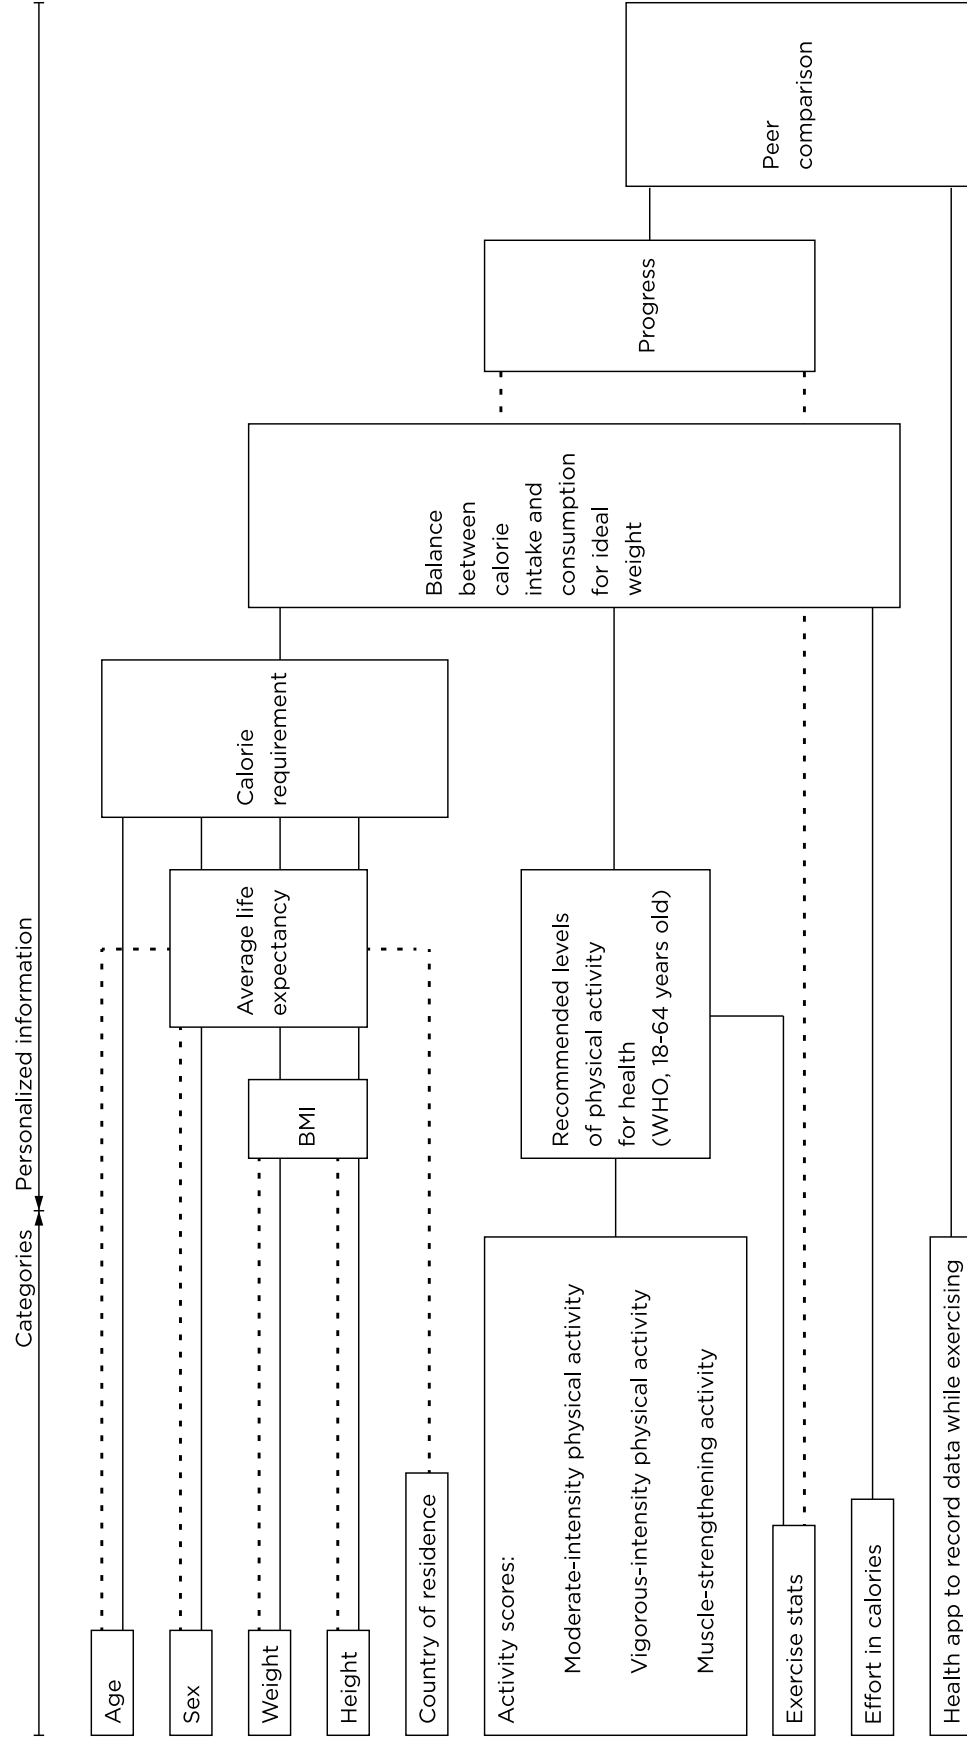 Categories
Personalized information
Age
Sex
Weight
Height
Country of residence
Activity scores:
Moderate-intensity physical activity
Vigorous-intensity physical activity
Muscle-strengthening activity
Exercise stats
Effort in calories
Health app to record data while exercising
BMI
Average life
expectancy
Recommended levels
of physical activity
for health
(WHO, 18-64 years old)
Calorie
requirement
Balance
between
calorie
intake and
consumption
for ideal
weight
Progress
Peer
comparison